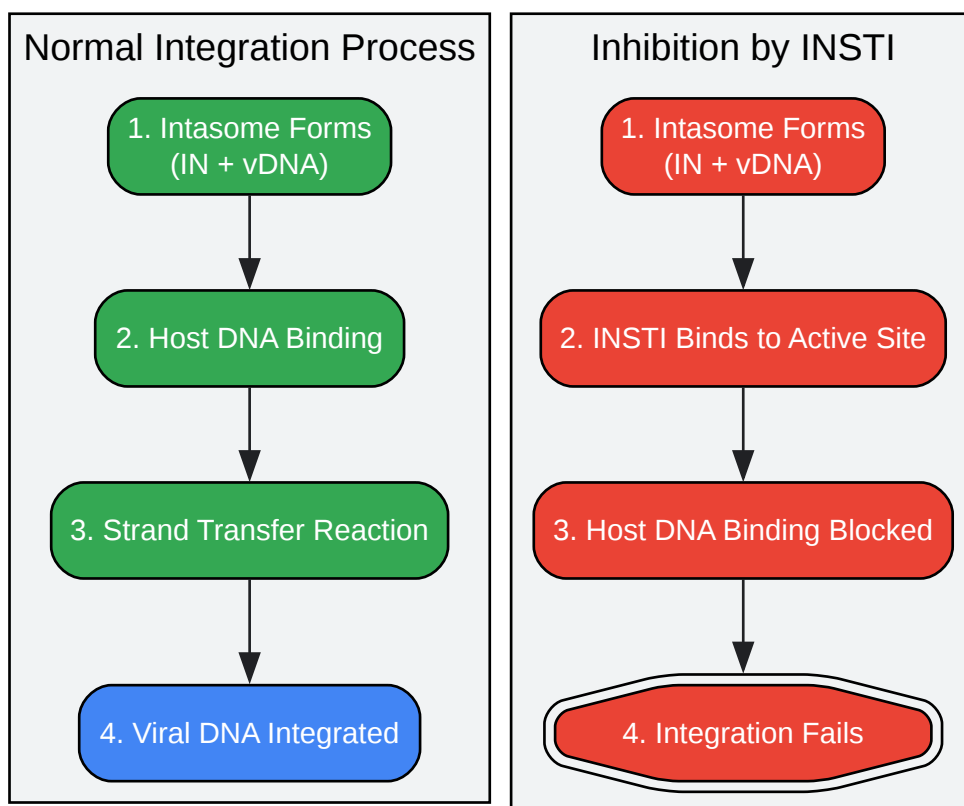 Normal Integration Process
1. Intasome Forms
(IN + vDNA)
2. Host DNA Binding
3. Strand Transfer Reaction
4. Viral DNA Integrated
Inhibition by INSTI
1. Intasome Forms
(IN + vDNA)
2. INSTI Binds to Active Site
3. Host DNA Binding Blocked
4. Integration Fails